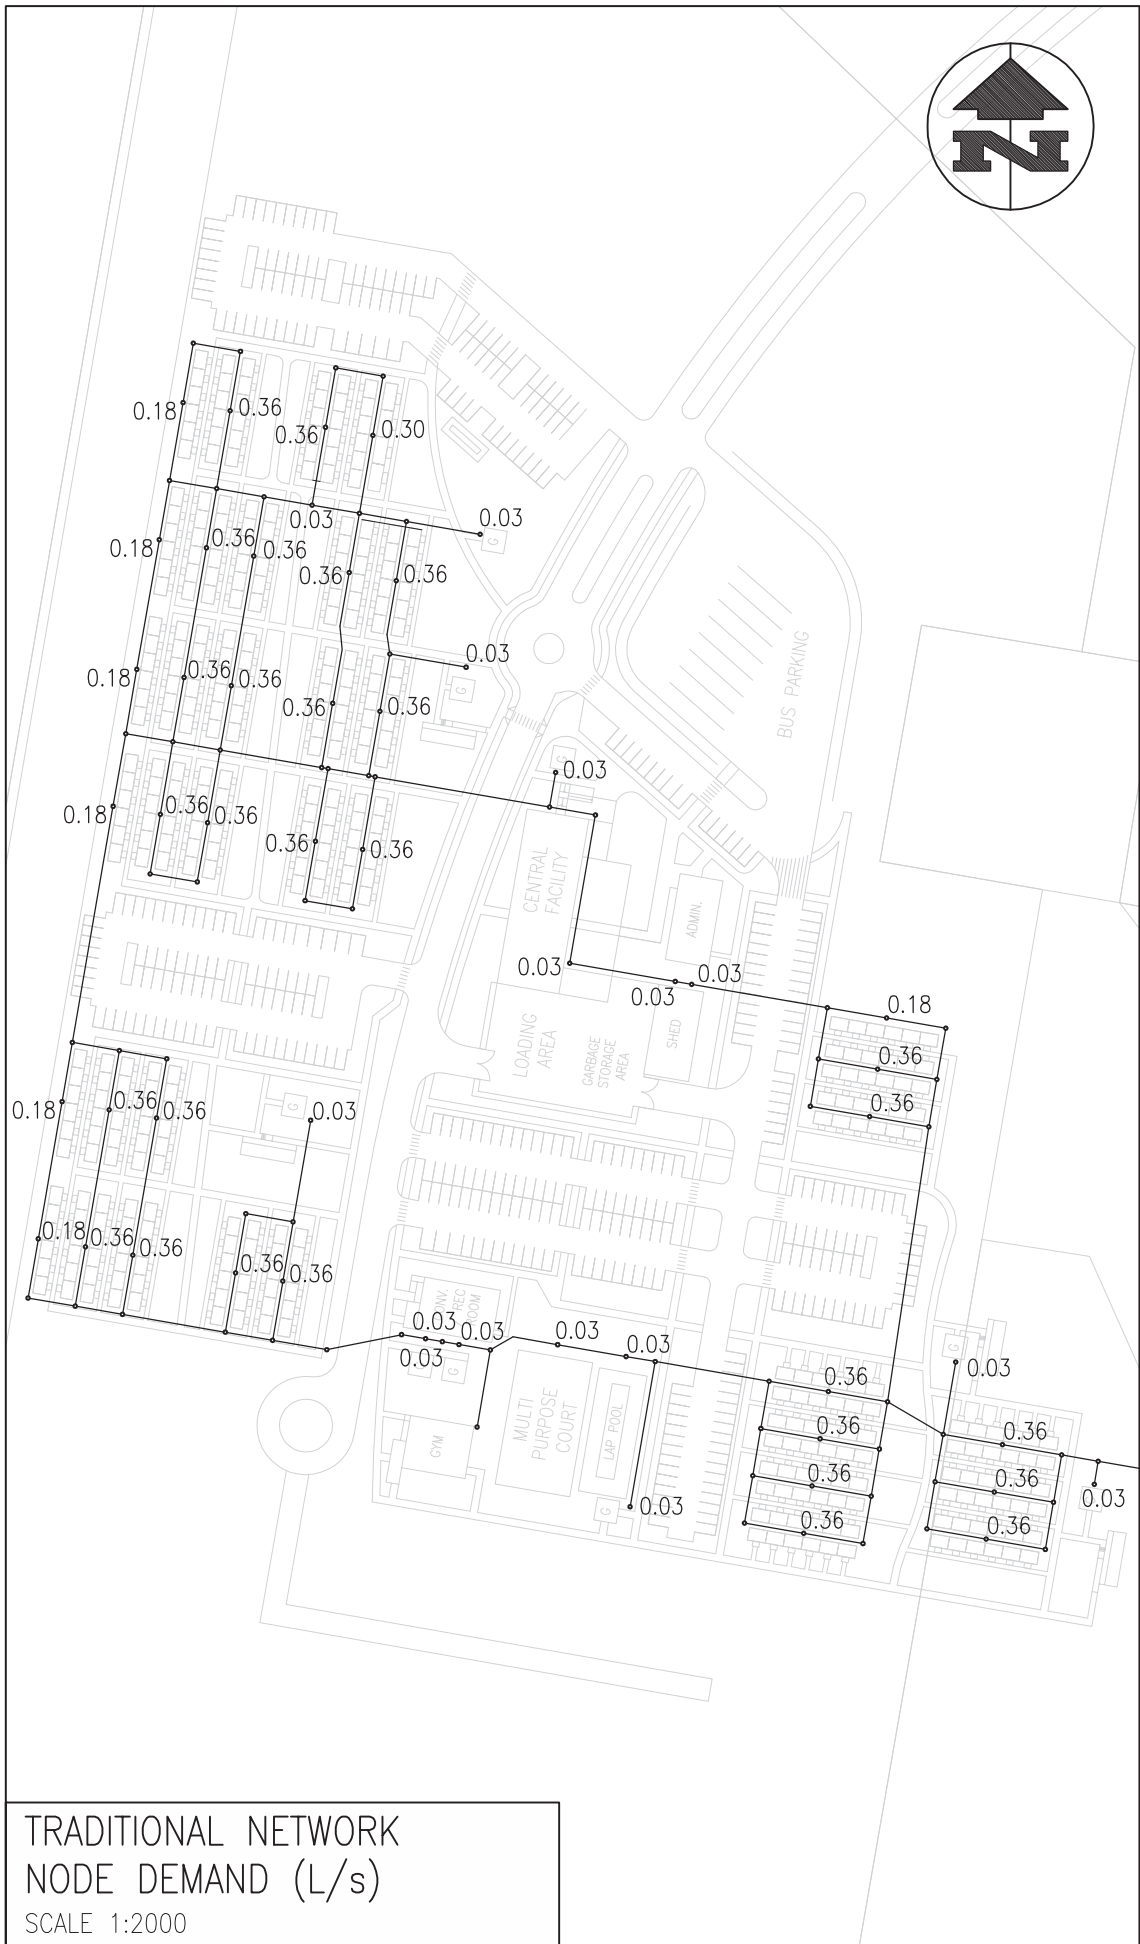 N
0.18
0.36
0.36
0.30
0.03
0.03
0.18
0.36
0.36
0.36
0.36
0.03
0.18
0.36
0.36
0.36
0.36
BUS PARKING
G
G
G
0.03
0.18
0.36
0.36
0.36
0.36
CENTRAL
FACILITY
ADMIN.
0.03
0.03
0.03
0.18
LOADING
AREA
GARBAGE
STORAGE
AREA
SHED
0.36
0.36
0.18
0.36
0.36
G
0.03
0.18
0.36
0.36
0.36
0.36
CONV.
REC
ROOM
0.03
0.03
0.03
0.03
0.03
G
G
0.36
G
0.03
MULTI
PURPOSE
COURT
LAP POOL
GYM
0.36
0.36
0.36
0.36
0.03
G
0.03
0.36
0.36
TRADITIONAL NETWORK
NODE DEMAND (L/s)
SCALE 1:2000